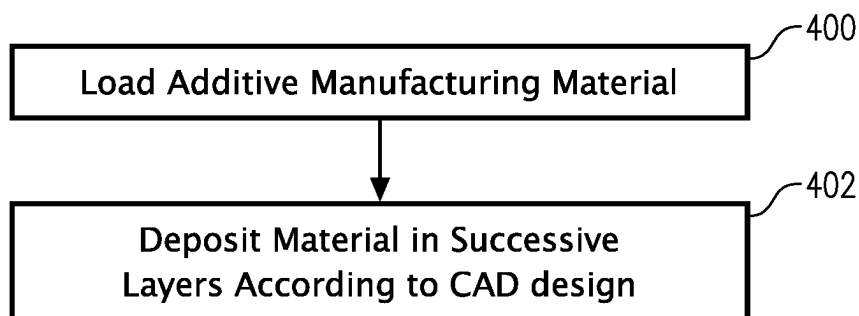 400
Load Additive Manufacturing Material
402
Deposit Material in Successive
Layers According to CAD design